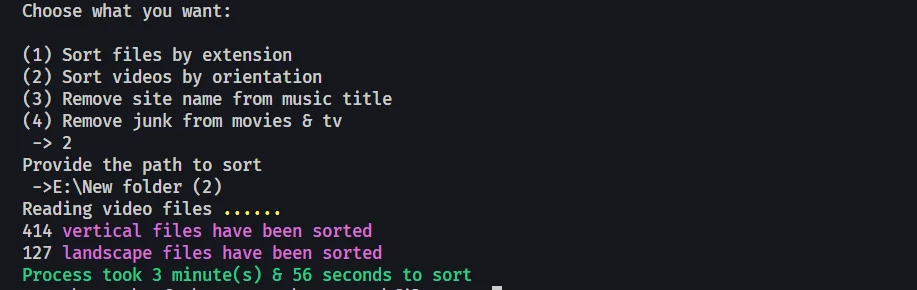 Choose what you want:
(1) Sort files by extension
(2) Sort videos by orientation
(3) Remove site name from music title
(4) Remove junk from movies & tv
-> 2
Provide the path to sort
->E:\New folder (2)
Reading video files ......
414 vertical files have been sorted
127 landscape files have been sorted
Process took 3 minute(s) & 56 seconds to sort